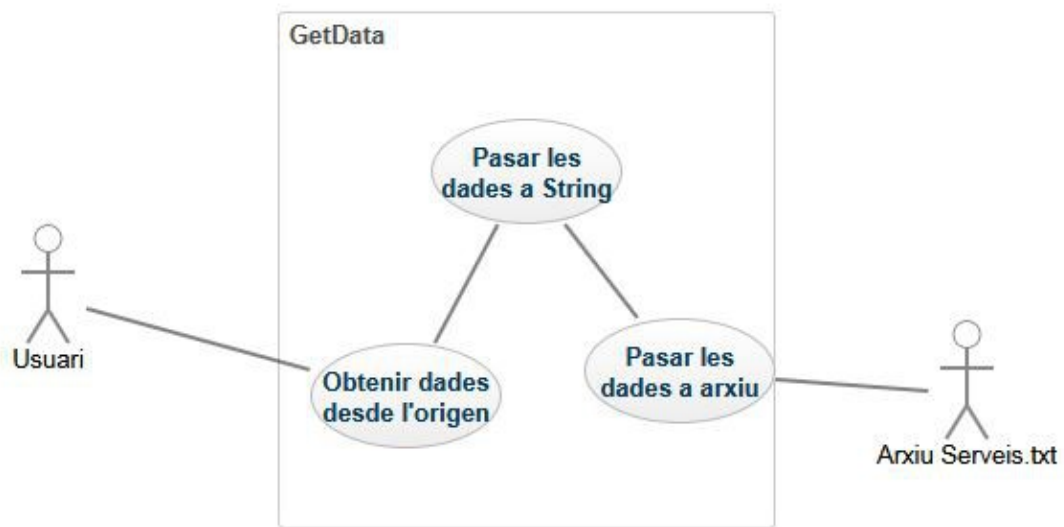 GetData
Pasar les
dades a String
Usuari
Obtenir dades
desde l'origen
Pasar les
dades a arxiu
Arxiu Serveis.txt